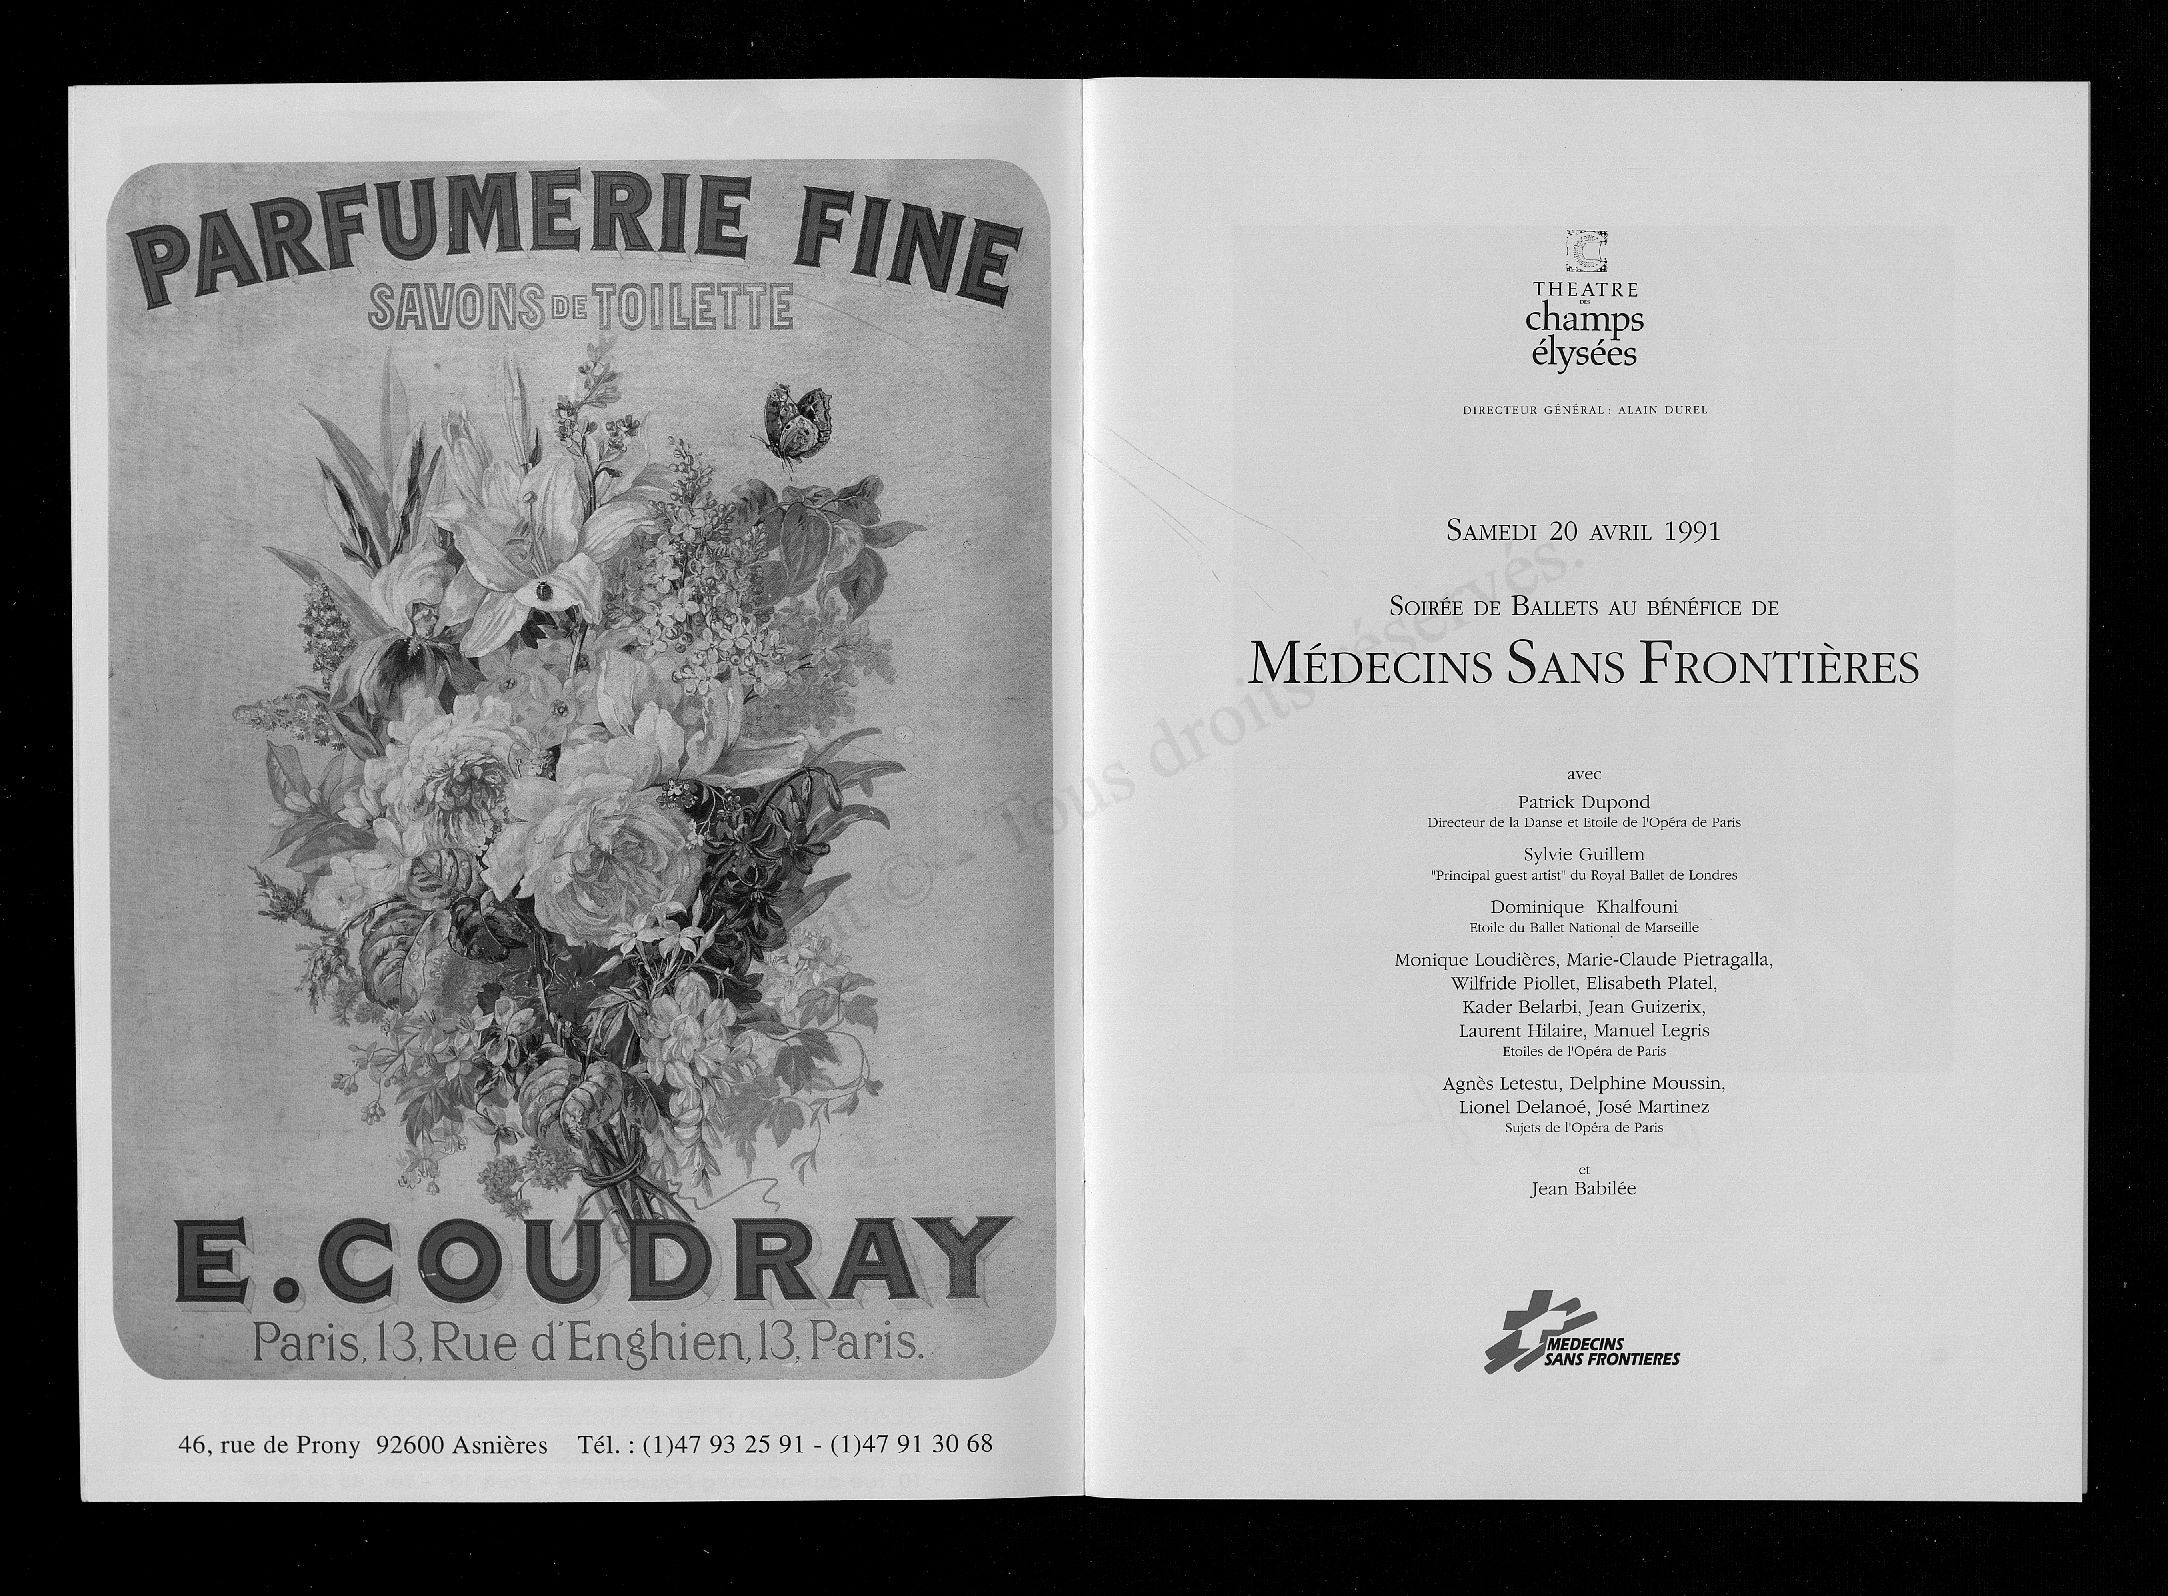 PARFUMERIE FINE
SAVONS DE TOILETTE
E. COUDRAY
Paris, 13, Rue d'Enghien, 13, Paris.
46, rue de Prony 92600 Asnières Tél. : (1)47 93 25 91 - (1)47 91 30 68
THEATRE
DES
champs
élysées
DIRECTEUR GÉNÉRAL : ALAIN DUREL
SAMEDI 20 AVRIL 1991
SOIRÉE DE BALLETS AU BÉNÉFICE DE
MÉDECINS SANS FRONTIÈRES
avec
Patrick Dupond
Directeur de la Danse et Etoile de l'Opéra de Paris
Sylvie Guillem
"Principal guest artist" du Royal Ballet de Londres
Dominique Khalfouni
Etoile du Ballet National de Marseille
Monique Loudières, Marie-Claude Pietragalla,
Wilfride Piollet, Elisabeth Platel,
Kader Belarbi, Jean Guizerix,
Laurent Hilaire, Manuel Legris
Etoiles de l'Opéra de Paris
Agnès Letestu, Delphine Moussin,
Lionel Delanoé, José Martinez
Sujets de l'Opéra de Paris
et
Jean Babilée
MEDECINS
SANS FRONTIERES
© - Tous droits réservés.